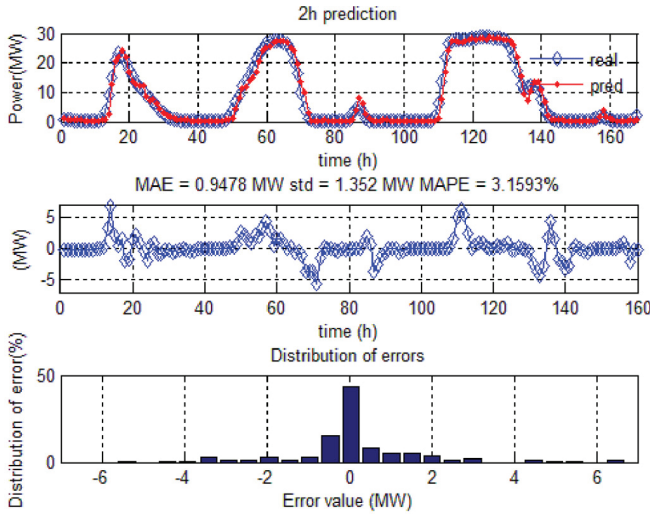 2h prediction
30
20
10
0
Power(MW)
real
pred
0 20 40 60 80 100 120 140 160
time (h)
MAE = 0.9478 MW std = 1.352 MW MAPE = 3.1593%
5
0
-5
(MW)
0 20 40 60 80 100 120 140 160
time (h)
Distribution of errors
50
0
Distribution of error(%)
-6 -4 -2 0 2 4 6
Error value (MW)